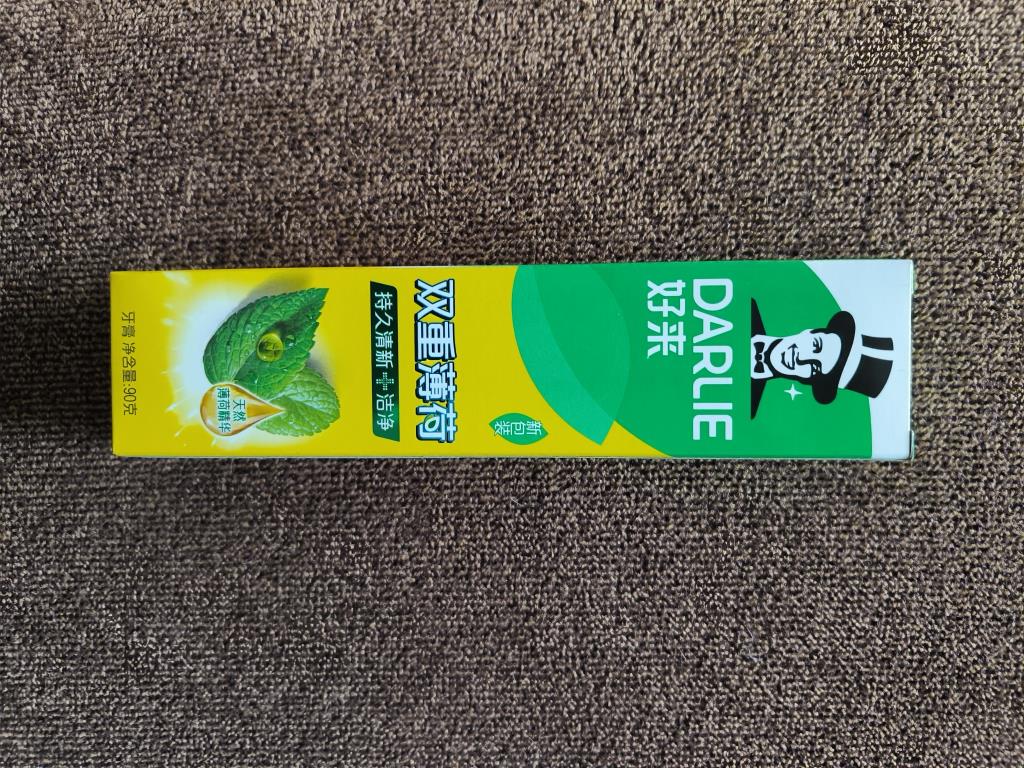 DARLIE
好来
新包装
双重薄荷
持久清新+洁净
天然
薄荷精华
牙膏 净含量:90克